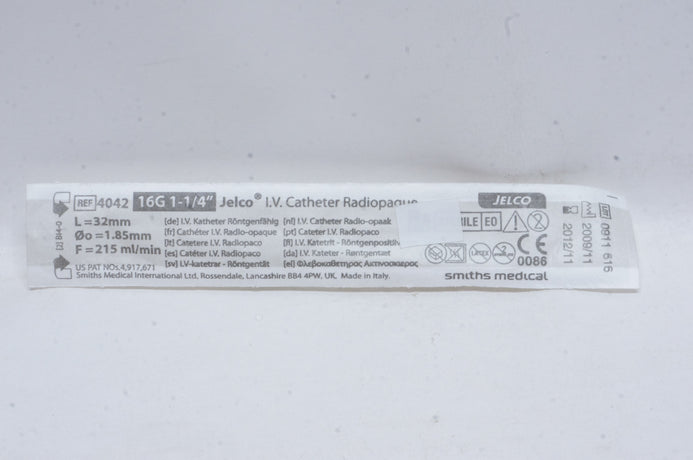 REF 4042 16G 1-1/4" Jelco® I.V. Catheter Radiopaque
L = 32mm
Øo = 1.85mm
F = 215 ml/min
US PAT NOs.4,917,671
Smiths Medical International Ltd, Rossendale, Lancashire BB4 4PW, UK. Made in Italy.
[de] I.V. Katheter Röntgenfähig
[fr] Cathéter I.V. Radio-opaque
[it] Catetere I.V. Radiopaco
[es] Catéter I.V. Radiopaco
[sv] I.V-katetrar - Röntgentät
[nl] I.V. Catheter Radio-opaak
[pt] Cateter I.V. Radiopaco
[fi] I.V-Katetrit - Röntgenpositiiv
[da] I.V. Kateter - Røntgentæt
[el] Φλεβοκαθετηρας Ακτινοσκιερος
JELCO
ILE EO
LATEX
CE
0086
smiths medical
2012/11
2009/11
0911 616